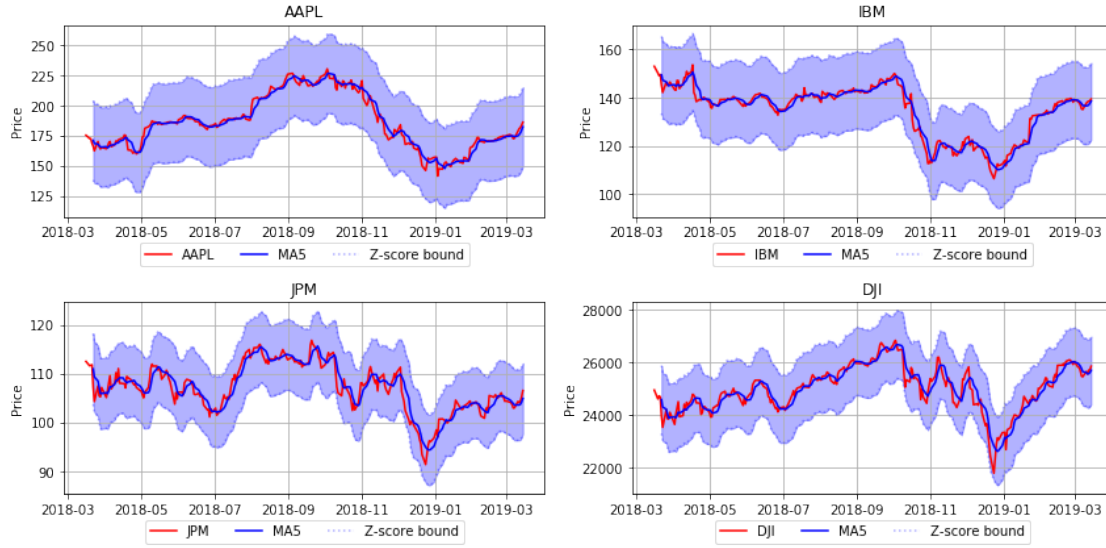 AAPL
Price
250
225
200
175
150
125
2018-03 2018-05 2018-07 2018-09 2018-11 2019-01 2019-03
AAPL MA5 Z-score bound
IBM
Price
160
140
120
100
2018-03 2018-05 2018-07 2018-09 2018-11 2019-01 2019-03
IBM MA5 Z-score bound
JPM
Price
120
110
100
90
2018-03 2018-05 2018-07 2018-09 2018-11 2019-01 2019-03
JPM MA5 Z-score bound
DJI
Price
28000
26000
24000
22000
2018-03 2018-05 2018-07 2018-09 2018-11 2019-01 2019-03
DJI MA5 Z-score bound